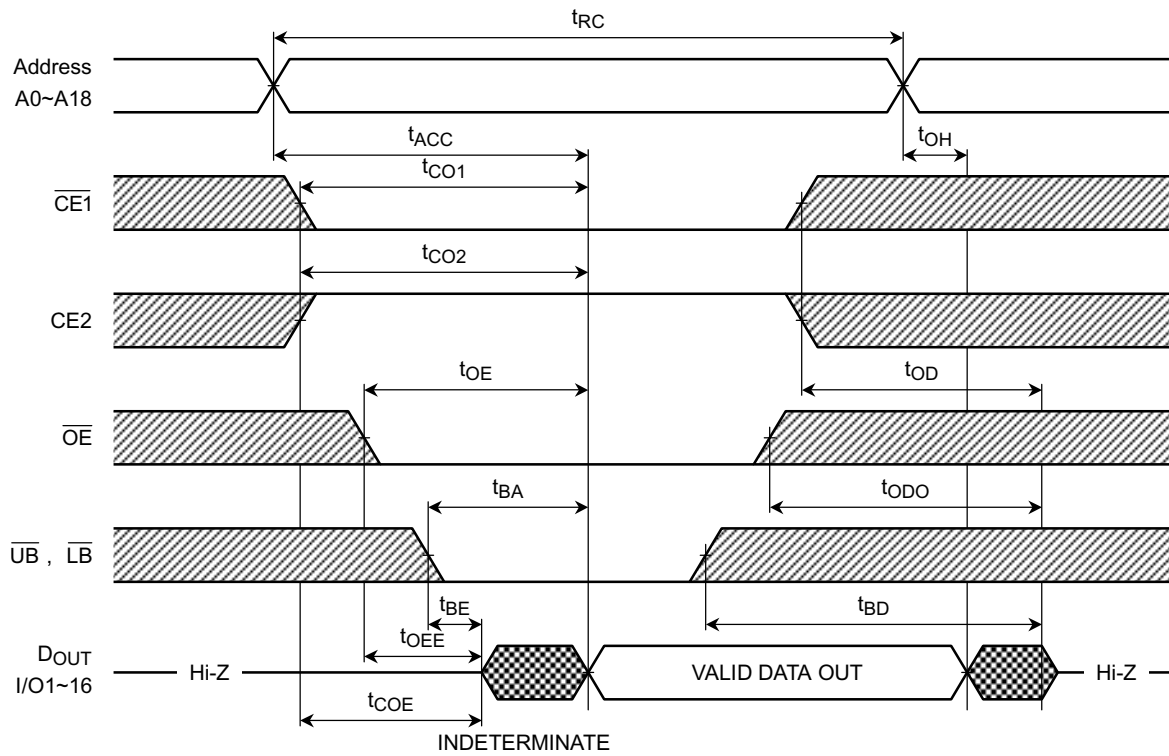 tRC
Address
A0~A18
tACC
tOH
tCO1
CE1
tCO2
CE2
tOE
tOD
OE
tBA
tODO
UB , LB
tBE
tBD
tOEE
DOUT
I/O1~16
Hi-Z
VALID DATA OUT
Hi-Z
tCOE
INDETERMINATE